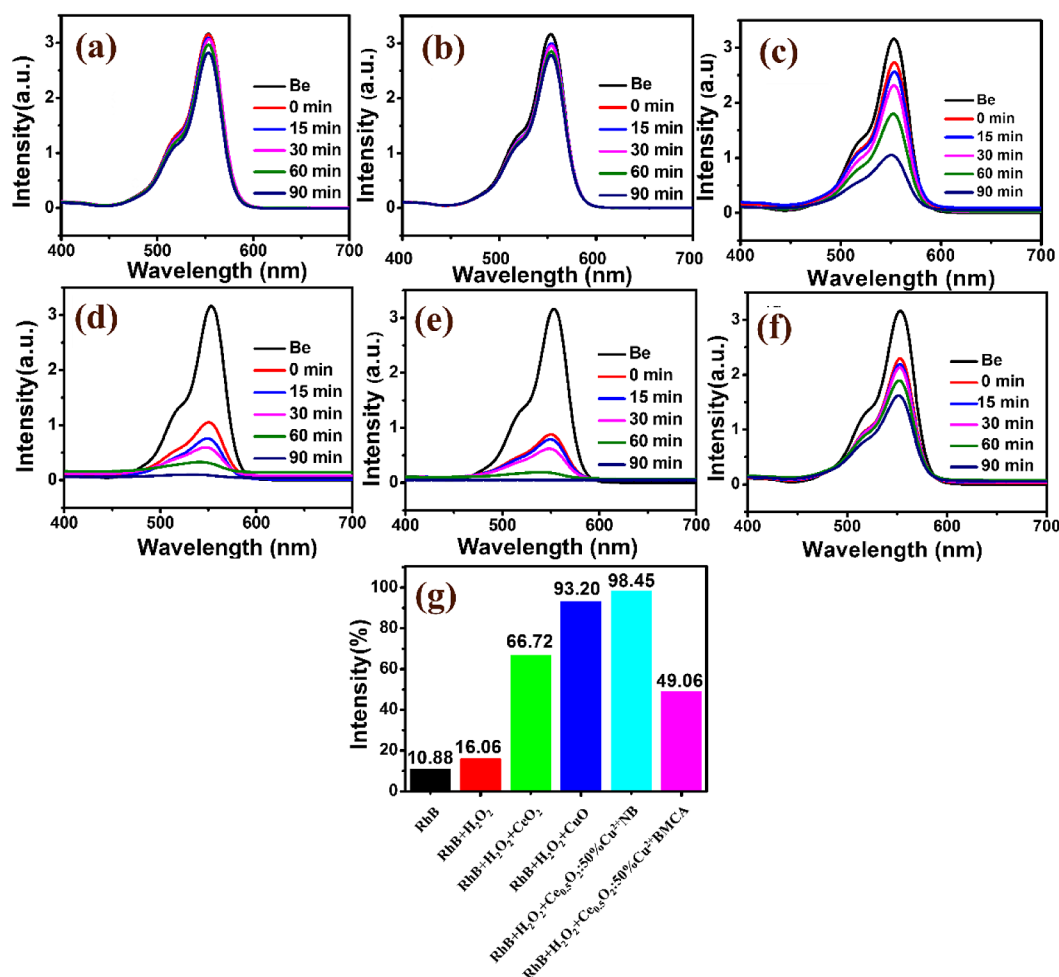 (a)
Intensity(a.u.)
3
2
1
0
Be
0 min
15 min
30 min
60 min
90 min
400 500 600 700
Wavelength (nm)
(b)
Intensity (a.u.)
3
2
1
0
Be
0 min
15 min
30 min
60 min
90 min
400 500 600 700
Wavelength (nm)
(c)
Intensity (a.u)
3
2
1
0
Be
0 min
15 min
30 min
60 min
90 min
400 500 600 700
Wavelength (nm)
(d)
Intensity(a.u.)
3
2
1
0
Be
0 min
15 min
30 min
60 min
90 min
400 500 600 700
Wavelength (nm)
(e)
Intensity (a.u.)
3
2
1
0
Be
0 min
15 min
30 min
60 min
90 min
400 500 600 700
Wavelength (nm)
(f)
Intensity(a.u.)
3
2
1
0
Be
0 min
15 min
30 min
60 min
90 min
400 500 600 700
Wavelength (nm)
(g)
Intensity(%)
100
80
60
40
20
0
10.88
16.06
66.72
93.20
98.45
49.06
RhB
RhB+H₂O₂
RhB+H₂O₂+CeO₂
RhB+H₂O₂+CuO
RhB+H₂O₂+Ce₀.₅O₂:50%Cu²⁺NB
RhB+H₂O₂+Ce₀.₅O₂:50%Cu²⁺BMCA